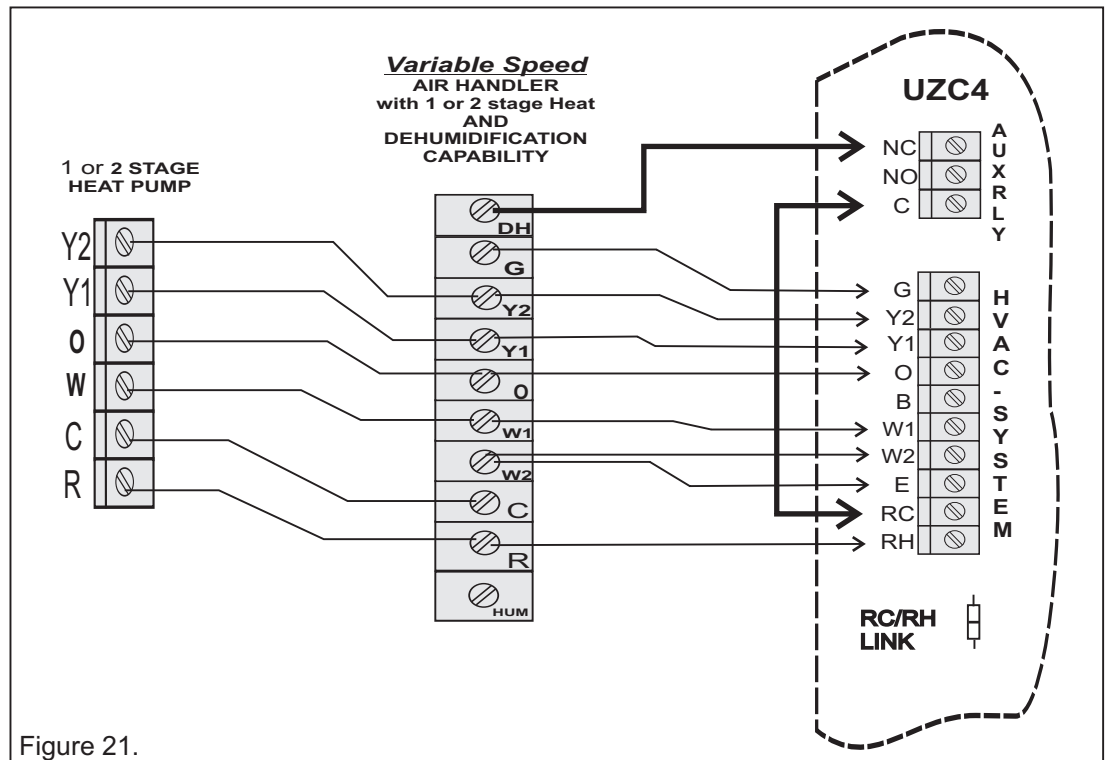 Variable Speed
AIR HANDLER
with 1 or 2 stage Heat
AND
DEHUMIDIFICATION
CAPABILITY
1 or 2 STAGE
HEAT PUMP
Y2
Y1
O
W
C
R
DH
G
Y2
Y1
O
W1
W2
C
R
HUM
UZC4
NC
NO
C
AUXRLY
G
Y2
Y1
O
B
W1
W2
E
RC
RH
HVAC-SYSTEM
RC/RH
LINK
Figure 21.